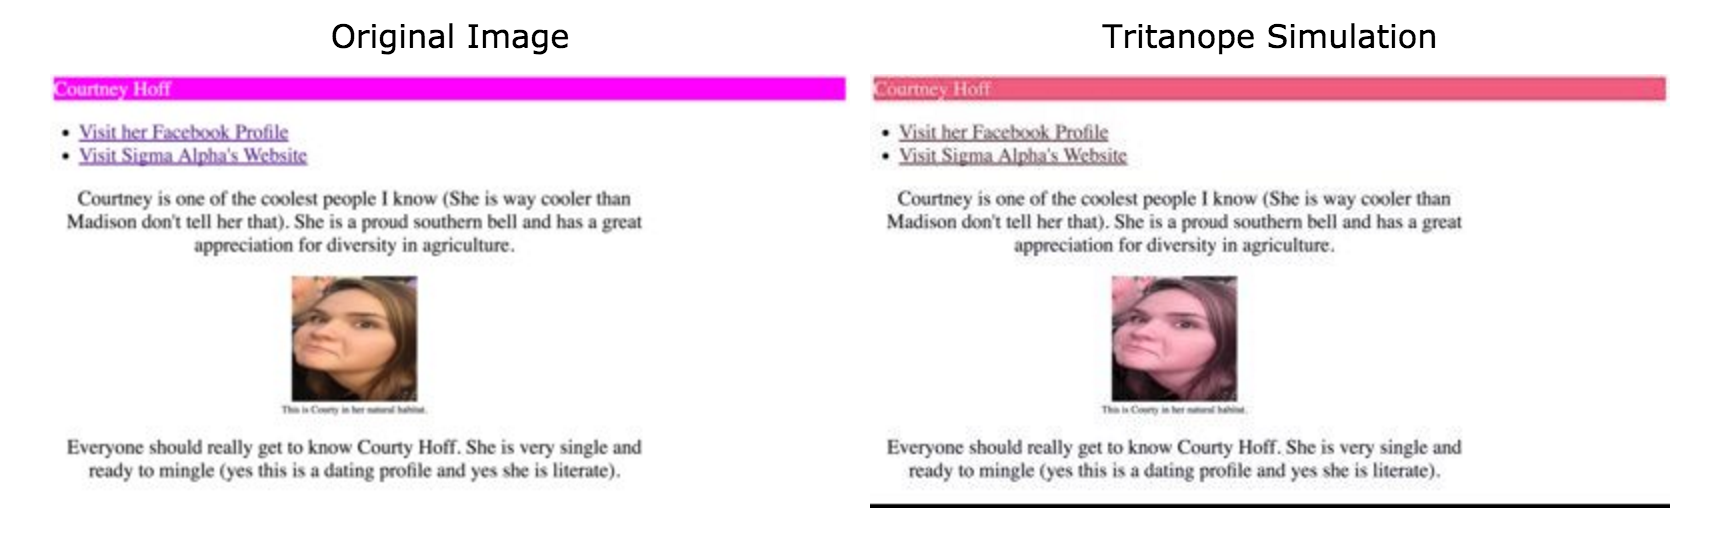 Original Image
Courtney Hoff
Visit her Facebook Profile
Visit Sigma Alpha's Website
Courtney is one of the coolest people I know (She is way cooler than
Madison don't tell her that). She is a proud southern bell and has a great
appreciation for diversity in agriculture.
This is Courty in her natural habitat.
Everyone should really get to know Courty Hoff. She is very single and
ready to mingle (yes this is a dating profile and yes she is literate).
Tritanope Simulation
Courtney Hoff
Visit her Facebook Profile
Visit Sigma Alpha's Website
Courtney is one of the coolest people I know (She is way cooler than
Madison don't tell her that). She is a proud southern bell and has a great
appreciation for diversity in agriculture.
This is Courty in her natural habitat.
Everyone should really get to know Courty Hoff. She is very single and
ready to mingle (yes this is a dating profile and yes she is literate).